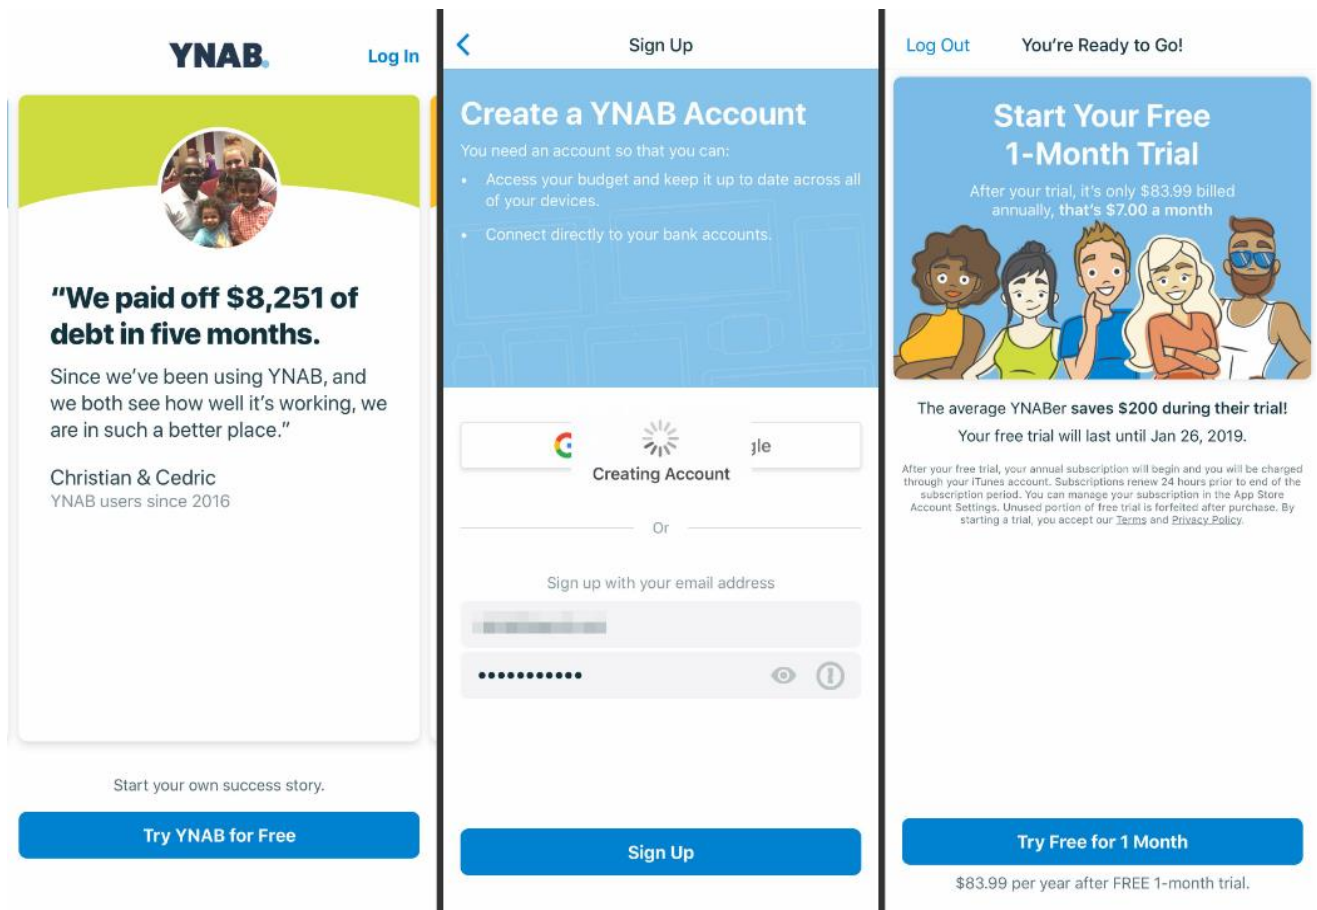 YNAB.
Log In
"We paid off $8,251 of
debt in five months.
Since we've been using YNAB, and
we both see how well it's working, we
are in such a better place."
Christian & Cedric
YNAB users since 2016
Start your own success story.
Try YNAB for Free
Sign Up
Create a YNAB Account
You need an account so that you can:
• Access your budget and keep it up to date across all
of your devices.
• Connect directly to your bank accounts.
gle
Creating Account
Or
Sign up with your email address
Sign Up
Log Out
You're Ready to Go!
Start Your Free
1-Month Trial
After your trial, it's only $83.99 billed
annually, that's $7.00 a month
The average YNABer saves $200 during their trial!
Your free trial will last until Jan 26, 2019.
After your free trial, your annual subscription will begin and you will be charged
through your iTunes account. Subscriptions renew 24 hours prior to end of the
subscription period. You can manage your subscription in the App Store
Account Settings. Unused portion of free trial is forfeited after purchase. By
starting a trial, you accept our Terms and Privacy Policy.
Try Free for 1 Month
$83.99 per year after FREE 1-month trial.